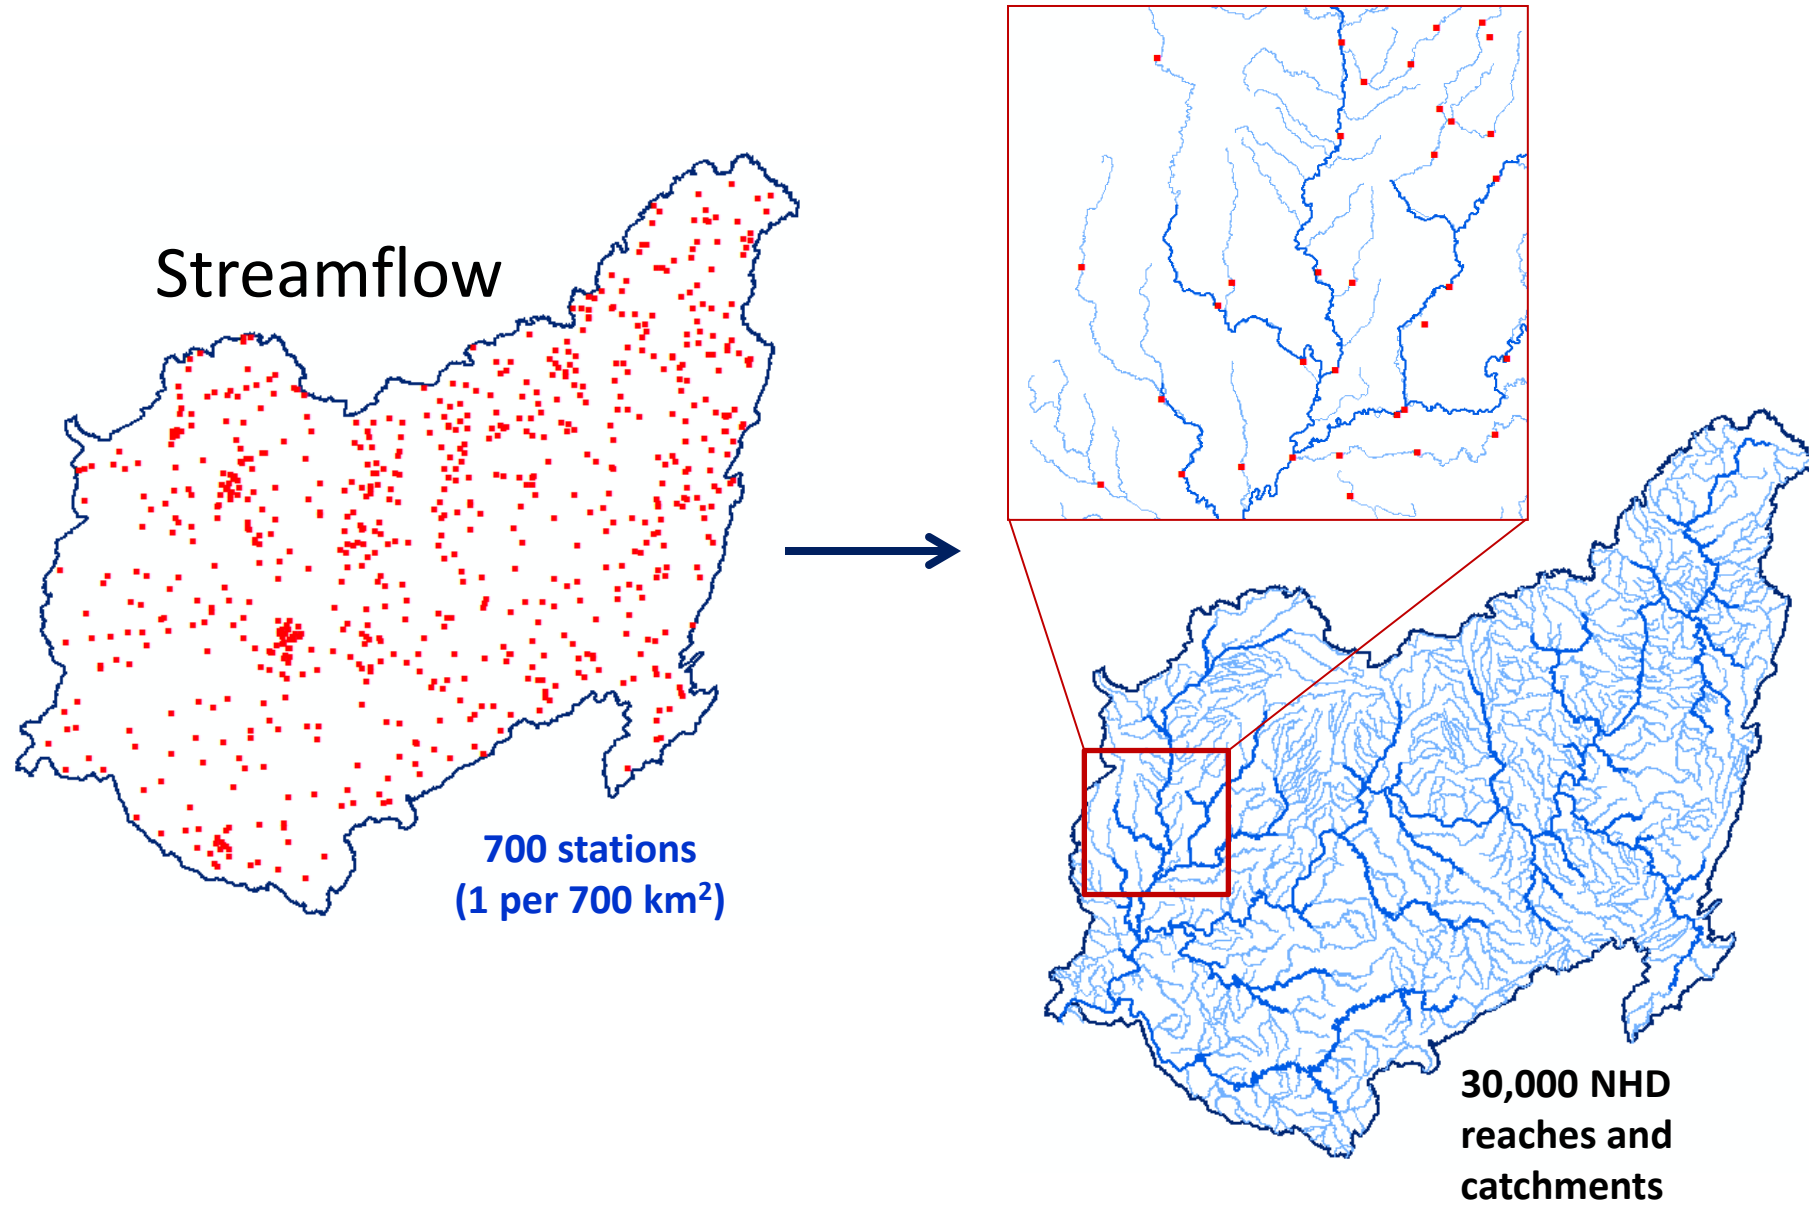 Streamflow
700 stations
(1 per 700 km²)
30,000 NHD
reaches and
catchments